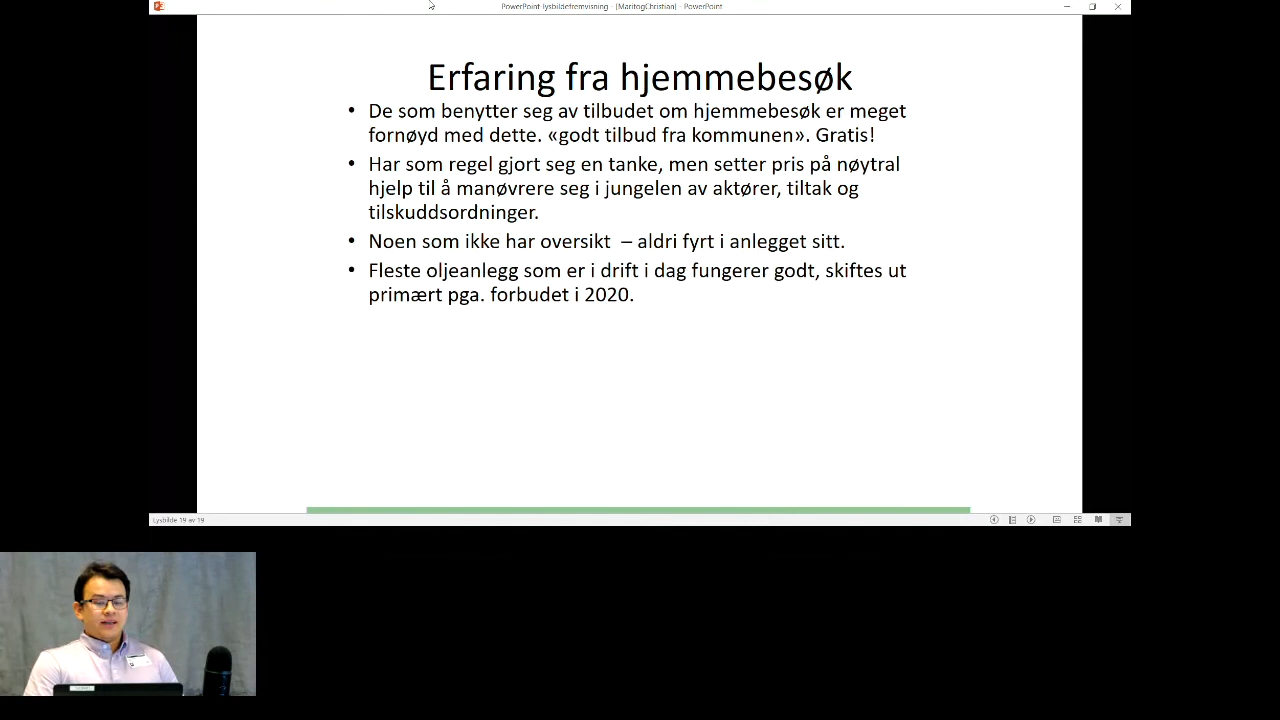 PowerPoint-lysbildefremvisning - [MaritogChristian] - PowerPoint
Erfaring fra hjemmebesøk
• De som benytter seg av tilbudet om hjemmebesøk er meget
fornøyd med dette. «godt tilbud fra kommunen». Gratis!
• Har som regel gjort seg en tanke, men setter pris på nøytral
hjelp til å manøvrere seg i jungelen av aktører, tiltak og
tilskuddsordninger.
• Noen som ikke har oversikt – aldri fyrt i anlegget sitt.
• Fleste oljeanlegg som er i drift i dag fungerer godt, skiftes ut
primært pga. forbudet i 2020.
Lysbilde 19 av 19